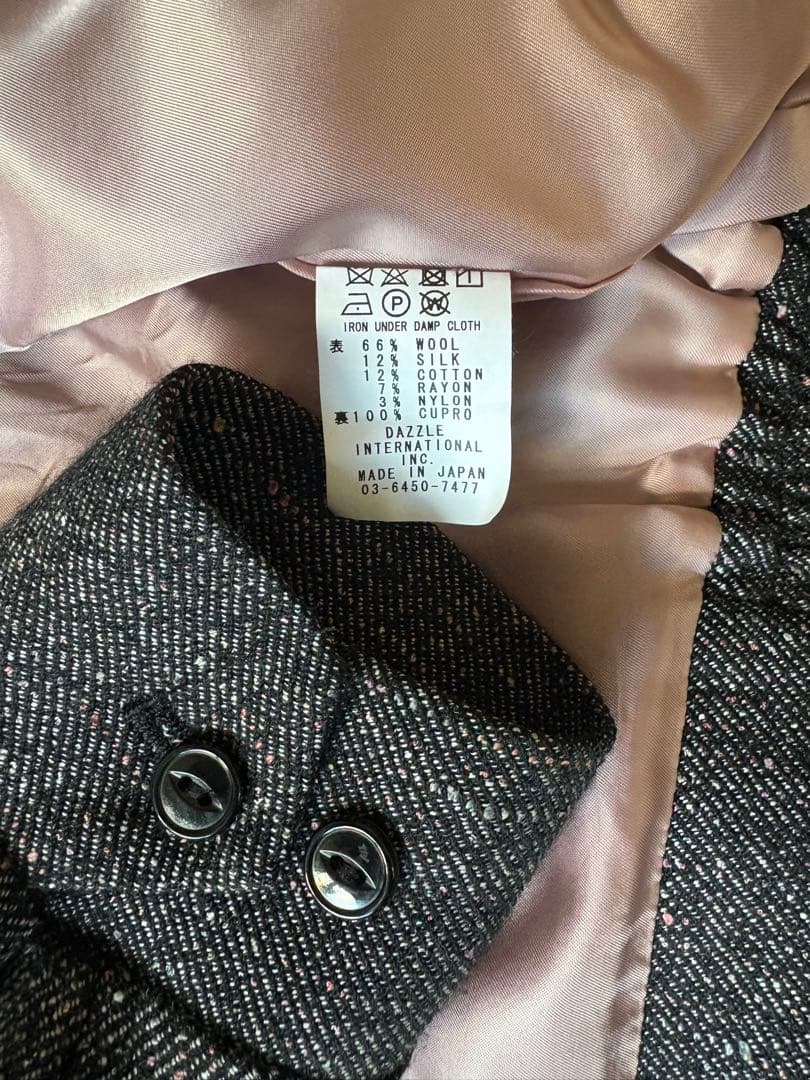 P W
IRON UNDER DAMP CLOTH
表 66% WOOL
12% SILK
12% COTTON
7% RAYON
3% NYLON
裏100% CUPRO
DAZZLE
INTERNATIONAL
INC.
MADE IN JAPAN
03-6450-7477